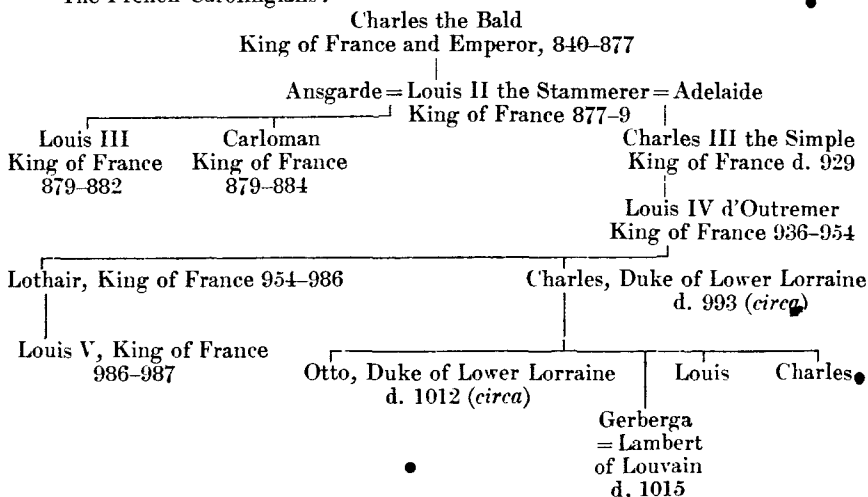 The French Carolingians:
Charles the Bald
King of France and Emperor, 840–877
Ansgarde = Louis II the Stammerer = Adelaide
King of France 877–9
Louis III
King of France
879–882
Carloman
King of France
879–884
Charles III the Simple
King of France d. 929
Louis IV d'Outremer
King of France 936–954
Lothair, King of France 954–986
Charles, Duke of Lower Lorraine
d. 993 (circa)
Louis V, King of France
986–987
Otto, Duke of Lower Lorraine
d. 1012 (circa)
Louis
Charles
Gerberga
= Lambert
of Louvain
d. 1015